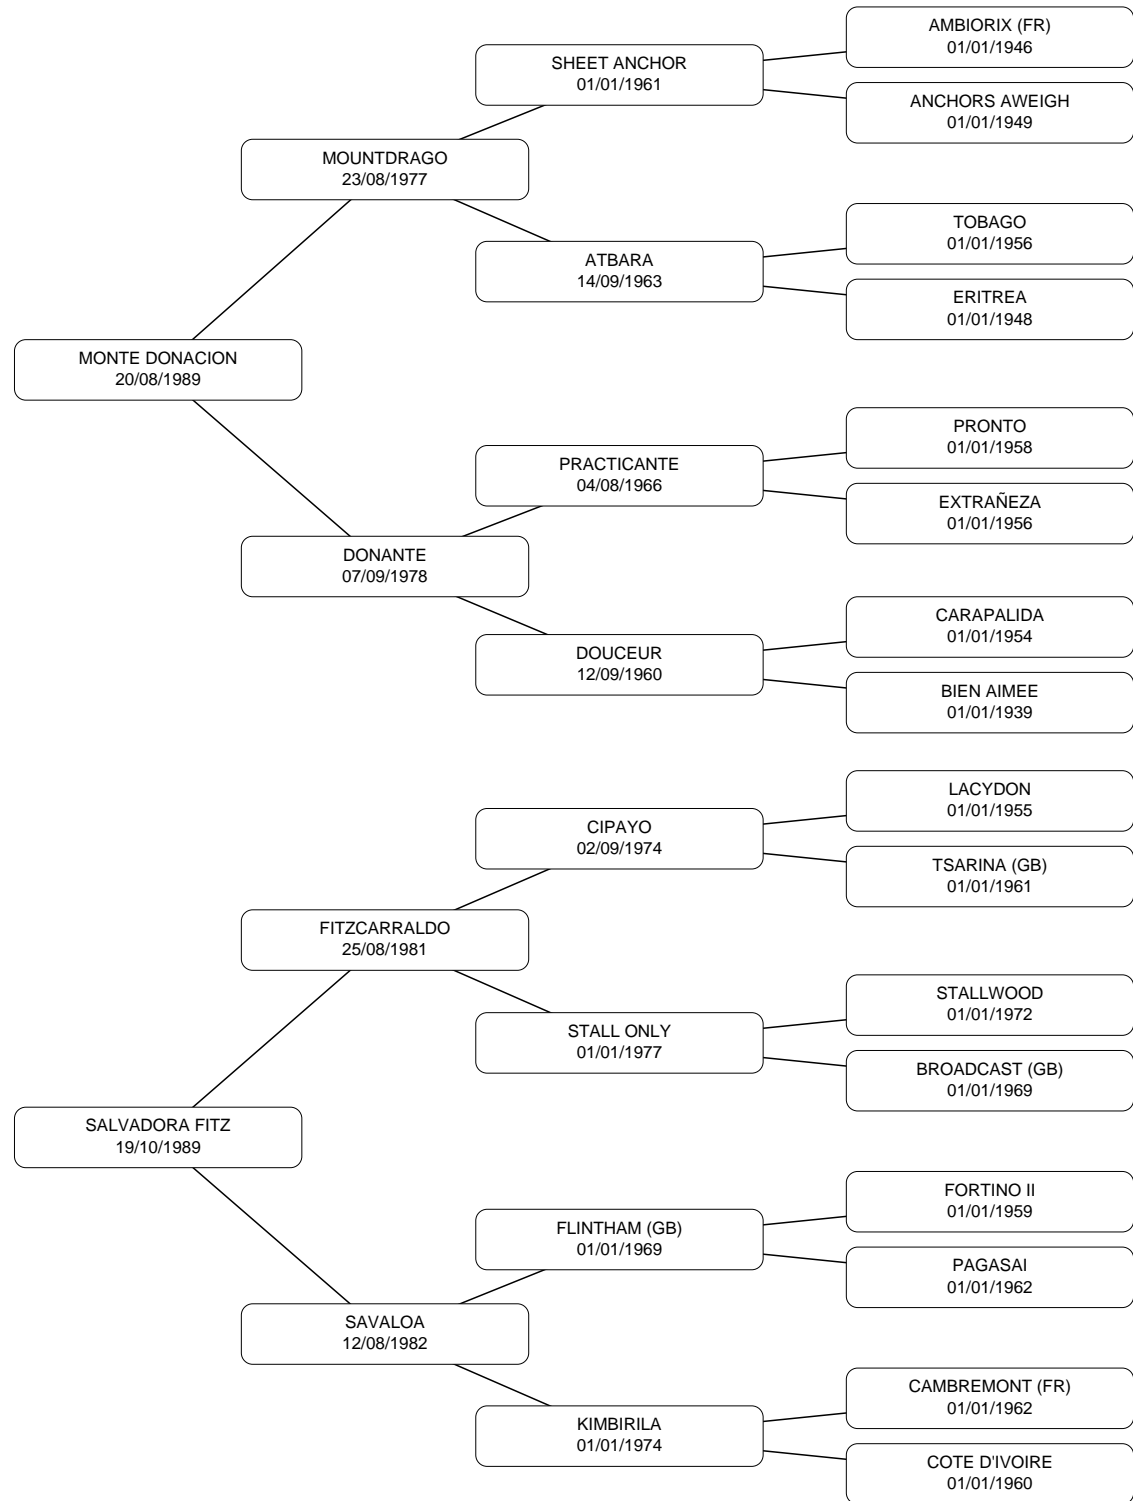 AMBIORIX (FR)
01/01/1946
SHEET ANCHOR
01/01/1961
ANCHORS AWEIGH
01/01/1949
MOUNTDRAGO
23/08/1977
TOBAGO
01/01/1956
ATBARA
14/09/1963
ERITREA
01/01/1948
MONTE DONACION
20/08/1989
PRONTO
01/01/1958
PRACTICANTE
04/08/1966
EXTRAÑEZA
01/01/1956
DONANTE
07/09/1978
CARAPALIDA
01/01/1954
DOUCEUR
12/09/1960
BIEN AIMEE
01/01/1939
LACYDON
01/01/1955
CIPAYO
02/09/1974
TSARINA (GB)
01/01/1961
FITZCARRALDO
25/08/1981
STALLWOOD
01/01/1972
STALL ONLY
01/01/1977
BROADCAST (GB)
01/01/1969
SALVADORA FITZ
19/10/1989
FORTINO II
01/01/1959
FLINTHAM (GB)
01/01/1969
PAGASAI
01/01/1962
SAVALOA
12/08/1982
CAMBREMONT (FR)
01/01/1962
KIMBIRILA
01/01/1974
COTE D'IVOIRE
01/01/1960